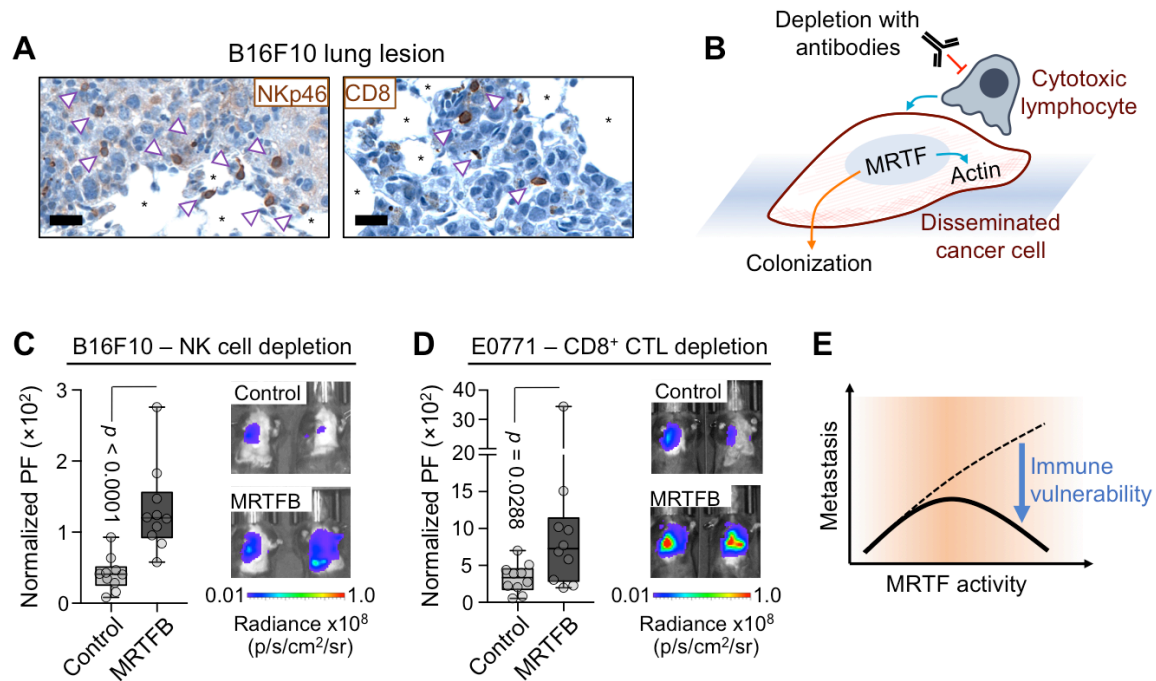 A
B16F10 lung lesion
NKp46
CD8
*
*
*
*
*
*
*
*
*
*
*
*
B
Depletion with
antibodies
Cytotoxic
lymphocyte
MRTF
Actin
Disseminated
cancer cell
Colonization
C
B16F10 – NK cell depletion
Normalized PF (×10²)
3
2
1
0
p < 0.0001
Control
MRTFB
Control
MRTFB
0.01
1.0
Radiance x10⁸
(p/s/cm²/sr)
D
E0771 – CD8⁺ CTL depletion
Normalized PF (×10²)
40
30
20
15
10
5
0
p = 0.0288
Control
MRTFB
Control
MRTFB
0.01
1.0
Radiance x10⁸
(p/s/cm²/sr)
E
Metastasis
Immune
vulnerability
MRTF activity